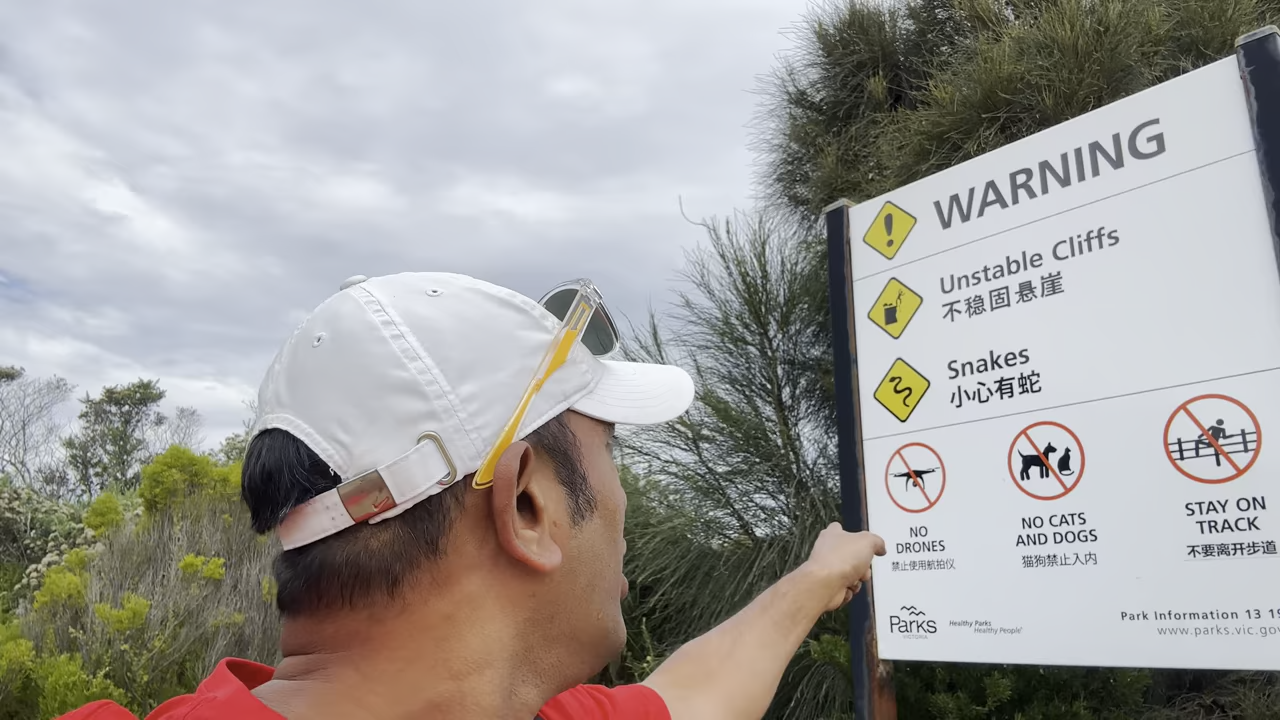 WARNING
Unstable Cliffs
不稳固悬崖
Snakes
小心有蛇
NO
DRONES
禁止使用航拍仪
NO CATS
AND DOGS
猫狗禁止入内
STAY ON
TRACK
不要离开步道
Parks
VICTORIA
Healthy Parks
Healthy People®
Park Information 13 19
www.parks.vic.gov